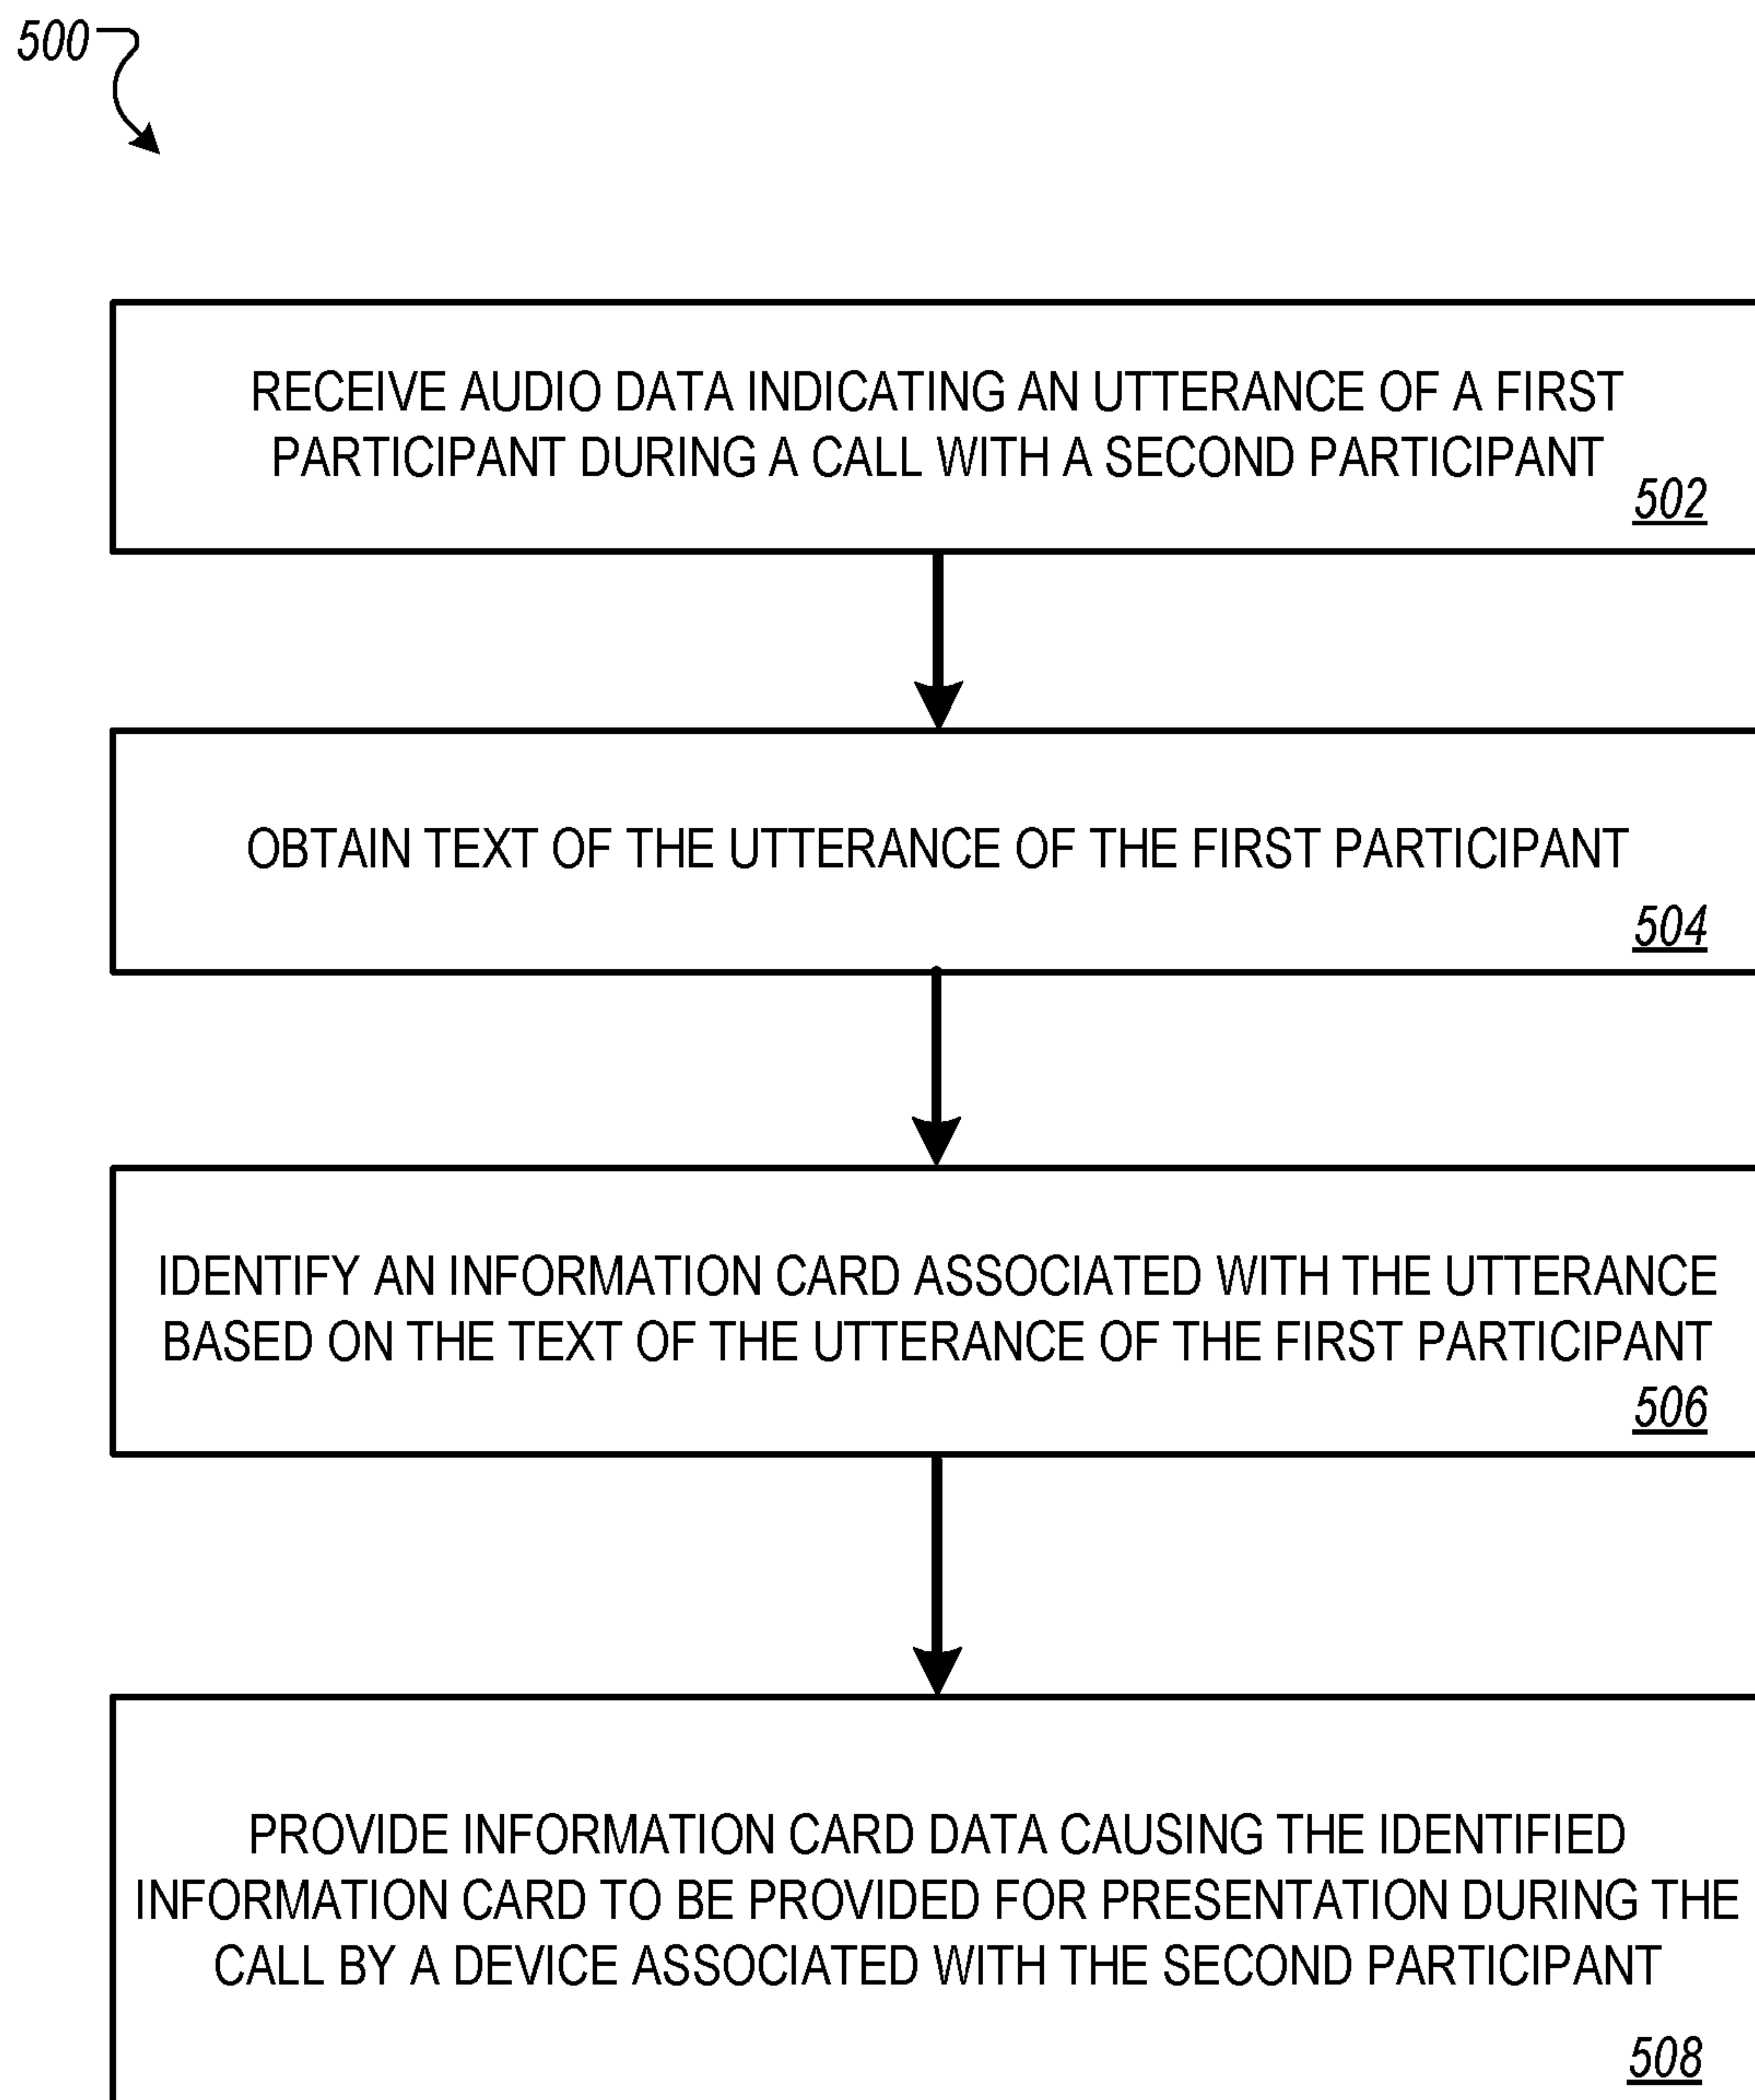 500
RECEIVE AUDIO DATA INDICATING AN UTTERANCE OF A FIRST
PARTICIPANT DURING A CALL WITH A SECOND PARTICIPANT
502
OBTAIN TEXT OF THE UTTERANCE OF THE FIRST PARTICIPANT
504
IDENTIFY AN INFORMATION CARD ASSOCIATED WITH THE UTTERANCE
BASED ON THE TEXT OF THE UTTERANCE OF THE FIRST PARTICIPANT
506
PROVIDE INFORMATION CARD DATA CAUSING THE IDENTIFIED
INFORMATION CARD TO BE PROVIDED FOR PRESENTATION DURING THE
CALL BY A DEVICE ASSOCIATED WITH THE SECOND PARTICIPANT
508